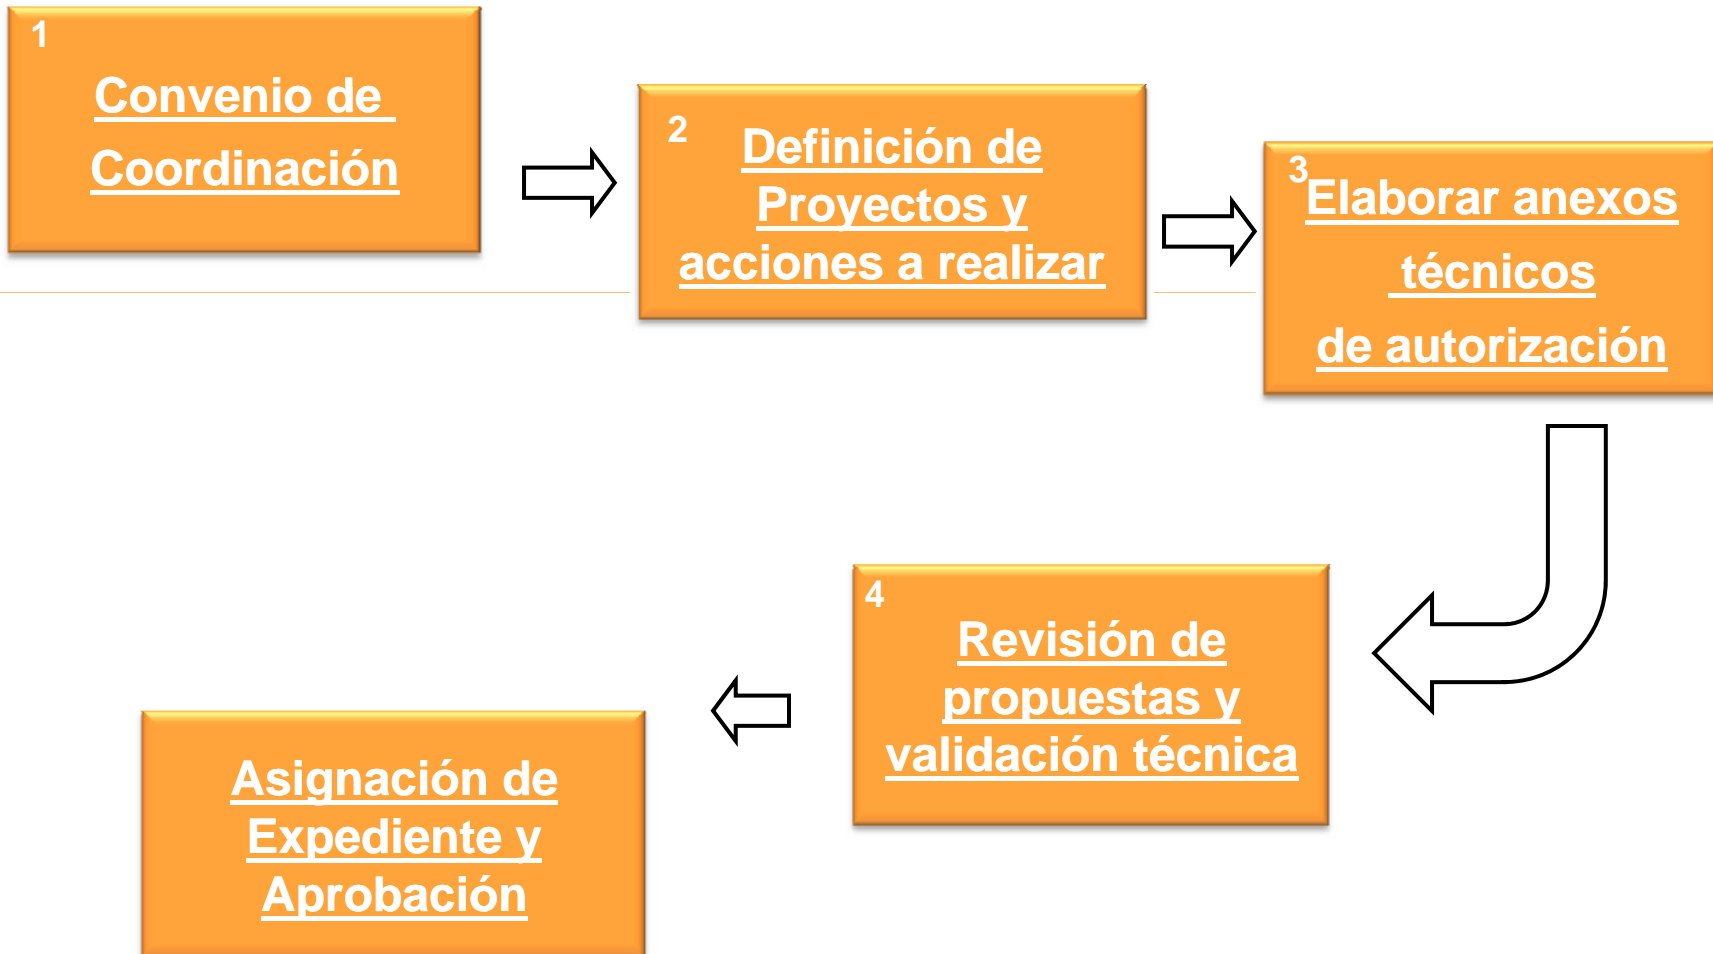 1
Convenio de
Coordinación
2
Definición de
Proyectos y
acciones a realizar
3
Elaborar anexos
técnicos
de autorización
4
Revisión de
propuestas y
validación técnica
Asignación de
Expediente y
Aprobación